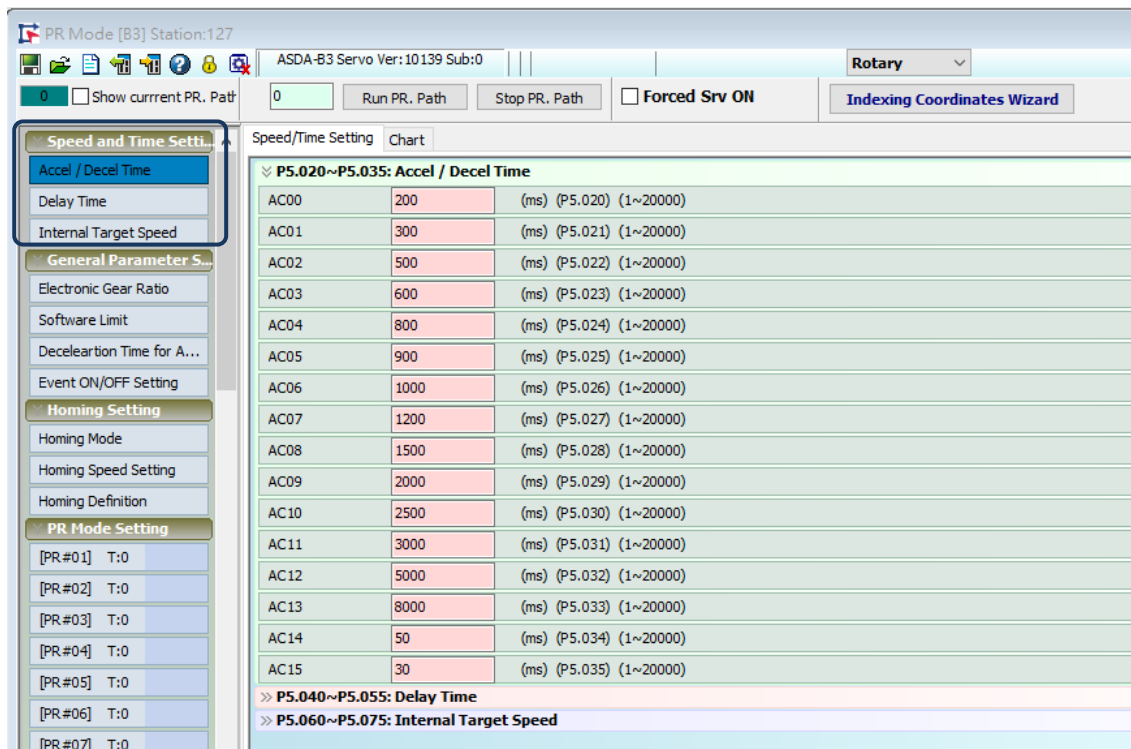 PR Mode [B3] Station:127
ASDA-B3 Servo Ver:10139 Sub:0
Rotary
0 Show currrent PR. Path 0 Run PR. Path Stop PR. Path Forced Srv ON Indexing Coordinates Wizard
Speed and Time Setti...
Accel / Decel Time
Delay Time
Internal Target Speed
General Parameter S...
Electronic Gear Ratio
Software Limit
Deceleartion Time for A...
Event ON/OFF Setting
Homing Setting
Homing Mode
Homing Speed Setting
Homing Definition
PR Mode Setting
[PR#01] T:0
[PR#02] T:0
[PR#03] T:0
[PR#04] T:0
[PR#05] T:0
[PR#06] T:0
[PR#07] T:0
Speed/Time Setting Chart
P5.020~P5.035: Accel / Decel Time
AC00 200 (ms) (P5.020) (1~20000)
AC01 300 (ms) (P5.021) (1~20000)
AC02 500 (ms) (P5.022) (1~20000)
AC03 600 (ms) (P5.023) (1~20000)
AC04 800 (ms) (P5.024) (1~20000)
AC05 900 (ms) (P5.025) (1~20000)
AC06 1000 (ms) (P5.026) (1~20000)
AC07 1200 (ms) (P5.027) (1~20000)
AC08 1500 (ms) (P5.028) (1~20000)
AC09 2000 (ms) (P5.029) (1~20000)
AC10 2500 (ms) (P5.030) (1~20000)
AC11 3000 (ms) (P5.031) (1~20000)
AC12 5000 (ms) (P5.032) (1~20000)
AC13 8000 (ms) (P5.033) (1~20000)
AC14 50 (ms) (P5.034) (1~20000)
AC15 30 (ms) (P5.035) (1~20000)
P5.040~P5.055: Delay Time
P5.060~P5.075: Internal Target Speed